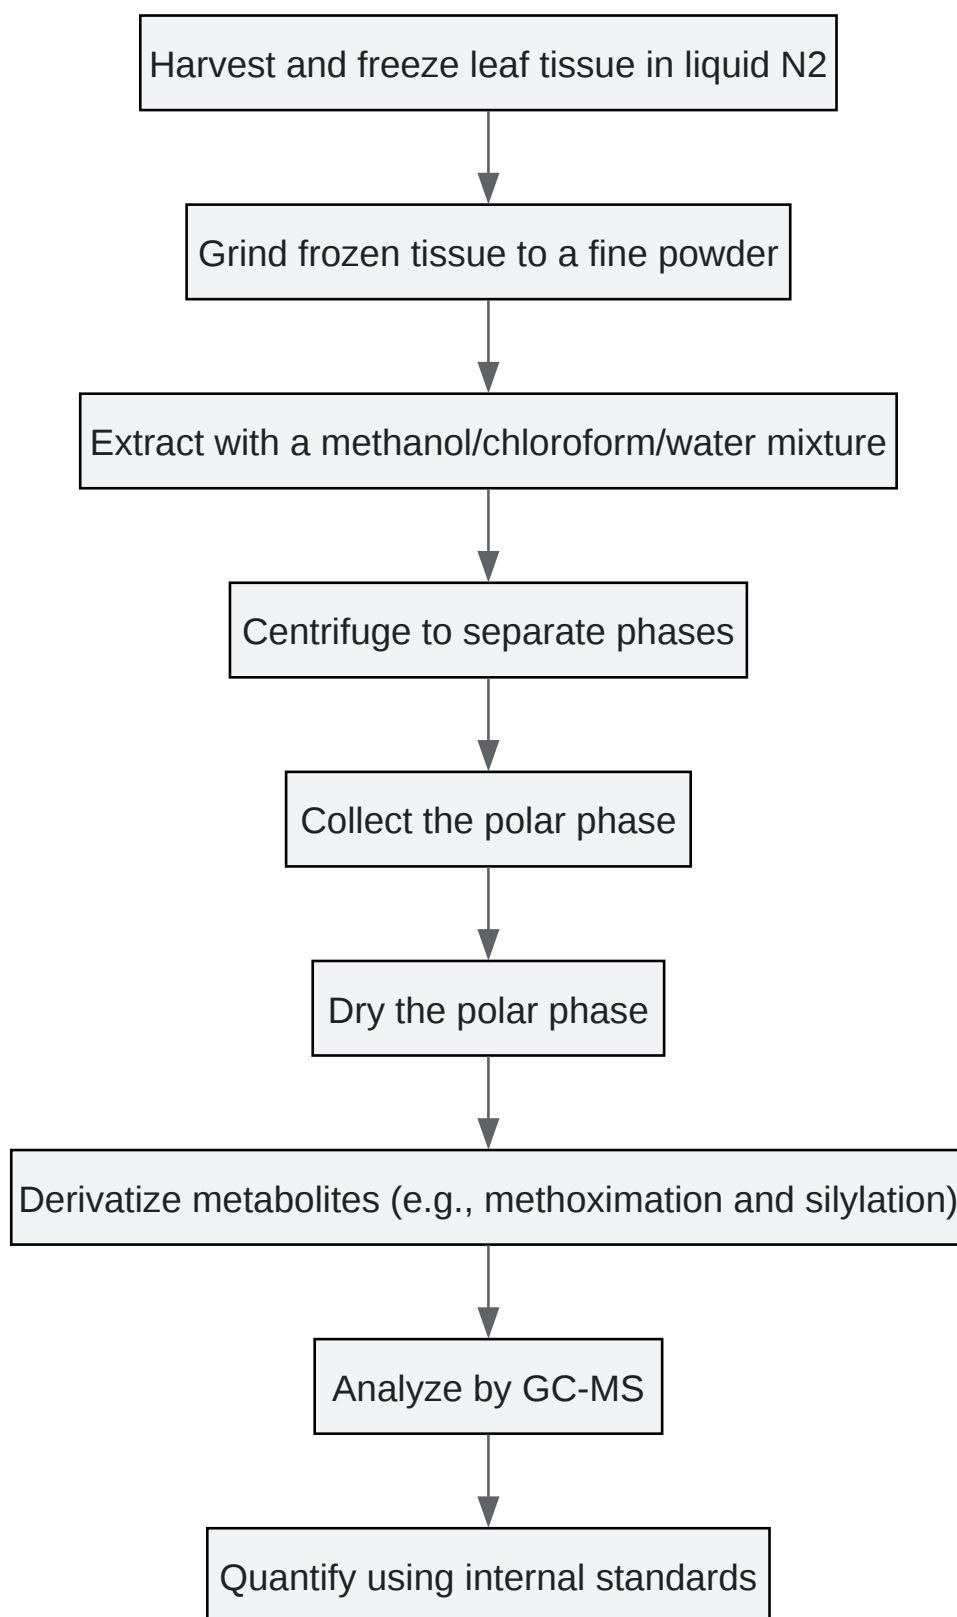 Harvest and freeze leaf tissue in liquid N2
Grind frozen tissue to a fine powder
Extract with a methanol/chloroform/water mixture
Centrifuge to separate phases
Collect the polar phase
Dry the polar phase
Derivatize metabolites (e.g., methoximation and silylation)
Analyze by GC-MS
Quantify using internal standards